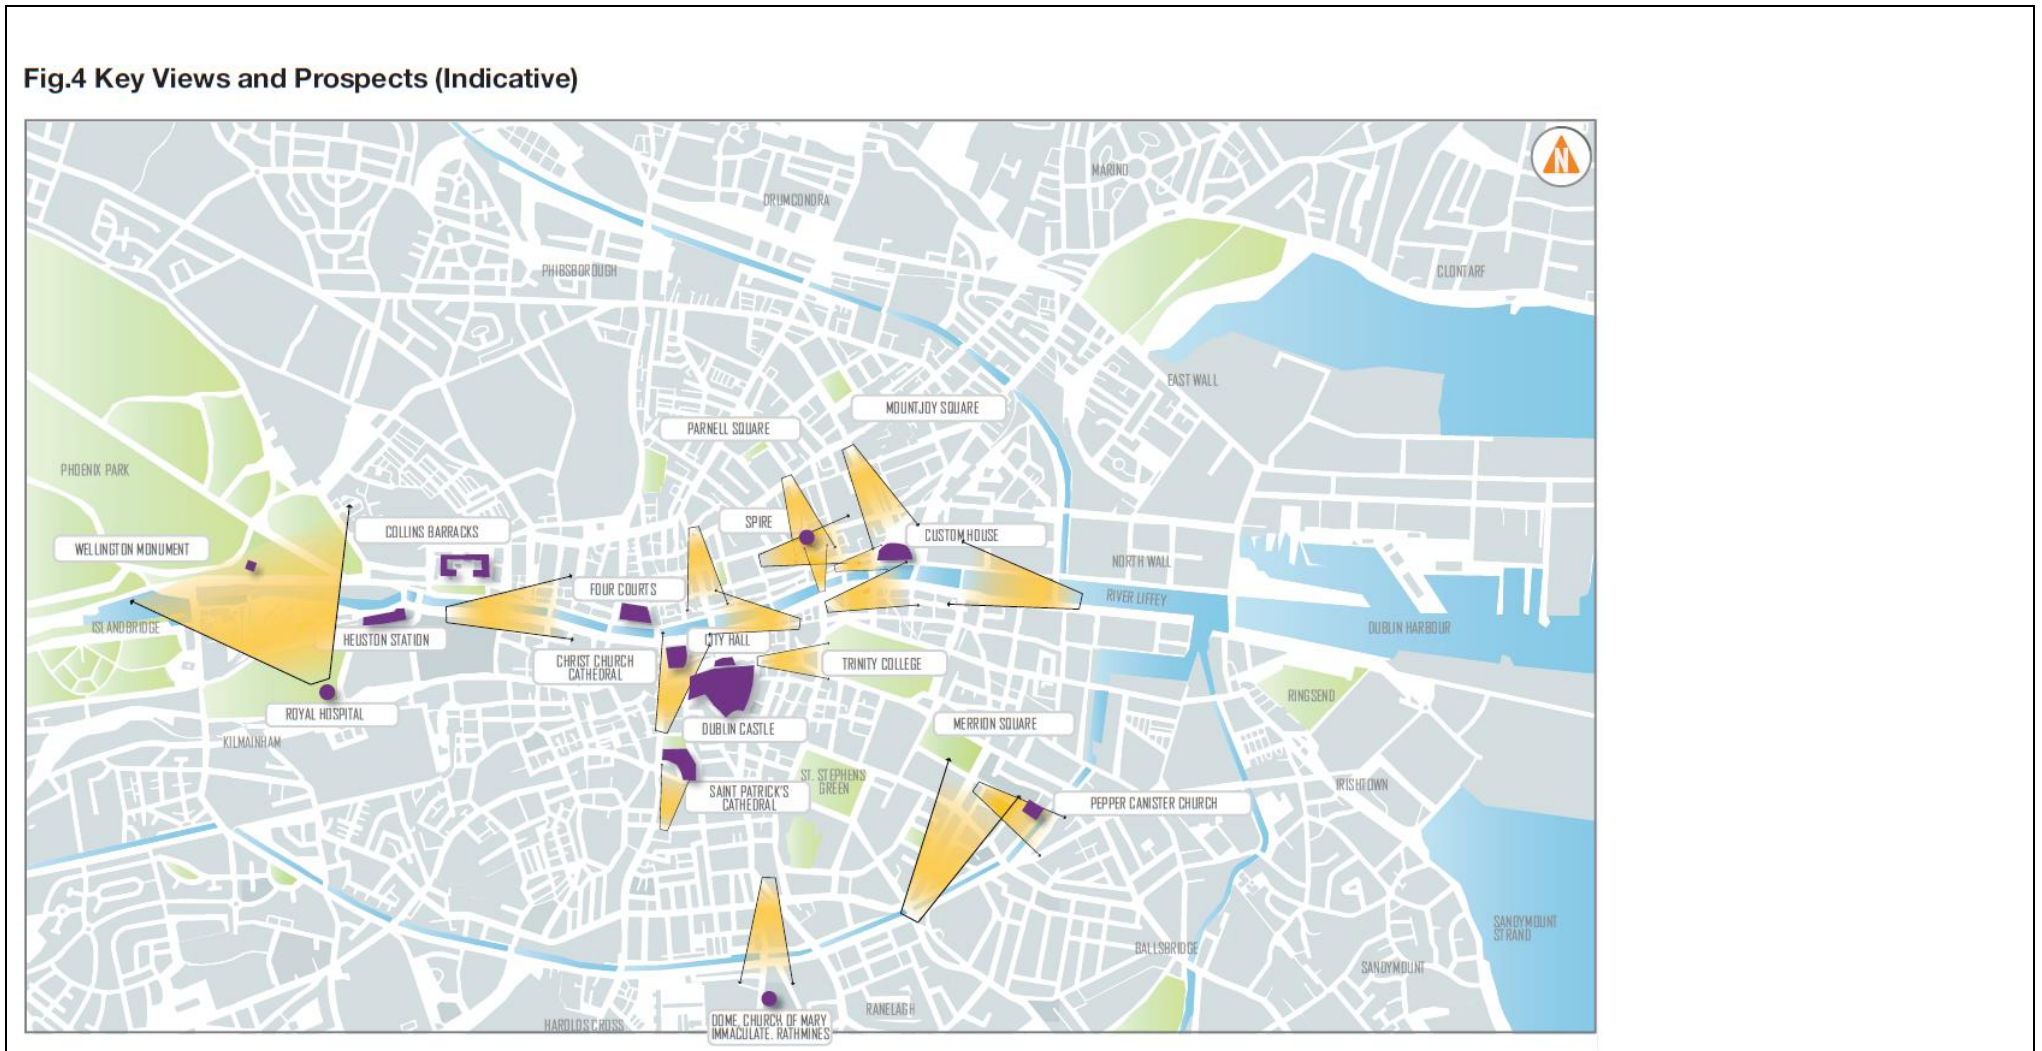 Fig.4 Key Views and Prospects (Indicative)
N
MARINO
DRUMCONDRA
PHIBSBOROUGH
CLONTARF
EAST WALL
MOUNTJOY SQUARE
PARNELL SQUARE
PHOENIX PARK
SPIRE
COLLINS BARRACKS
CUSTOM HOUSE
WELLINGTON MONUMENT
NORTH WALL
FOUR COURTS
RIVER LIFFEY
ISLANDBRIDGE
DUBLIN HARBOUR
HEUSTON STATION
CITY HALL
CHRIST CHURCH
CATHEDRAL
TRINITY COLLEGE
RINGSEND
ROYAL HOSPITAL
MERRION SQUARE
DUBLIN CASTLE
KILMAINHAM
ST. STEPHENS
GREEN
IRISHTOWN
SAINT PATRICK'S
CATHEDRAL
PEPPER CANISTER CHURCH
SANDYMOUNT
STRAND
BALLSBRIDGE
SANDYMOUNT
RANELAGH
HAROLDS CROSS
DOME, CHURCH OF MARY
IMMACULATE. RATHMINES